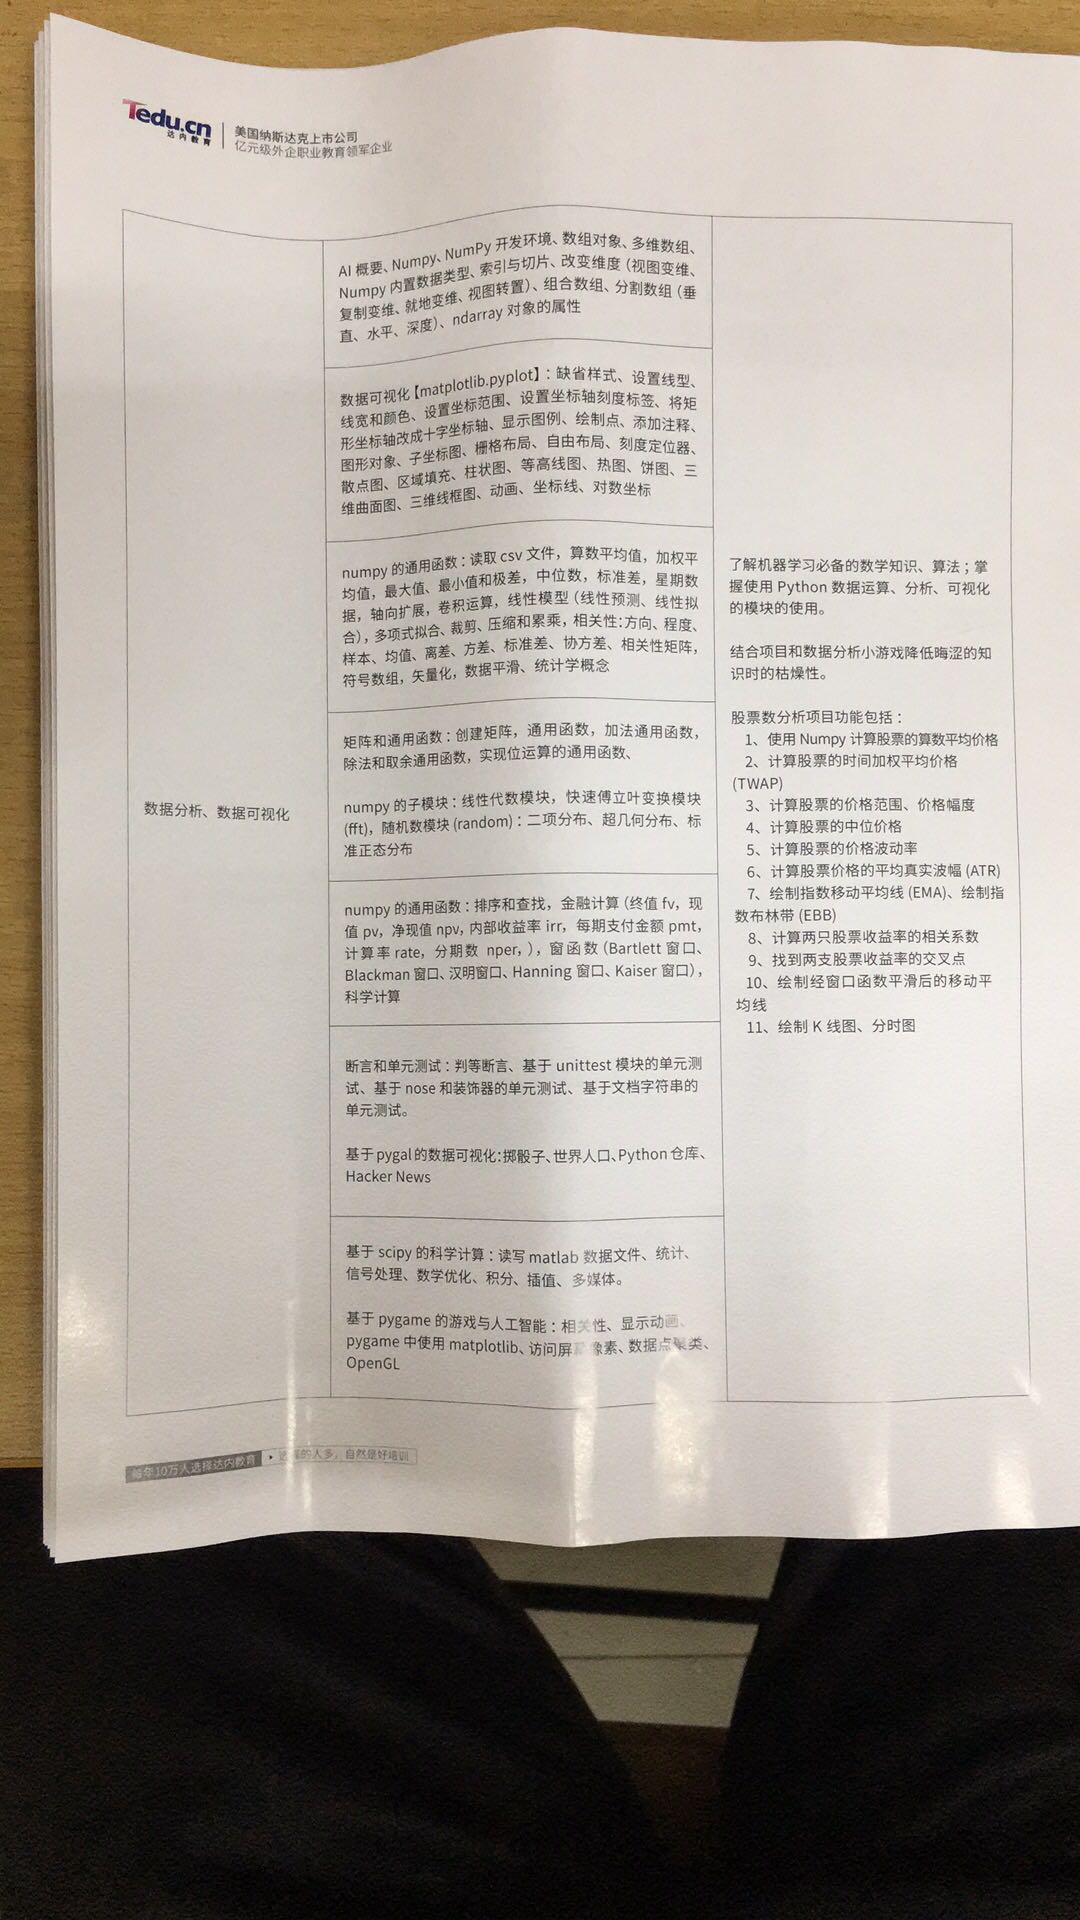 Tedu.cn
达内教育
美国纳斯达克上市公司
亿元级外企职业教育领军企业
数据分析、数据可视化
AI 概要、Numpy、NumPy 开发环境、数组对象、多维数组、
Numpy 内置数据类型、索引与切片、改变维度（视图变维、
复制变维、就地变维、视图转置）、组合数组、分割数组（垂
直、水平、深度）、ndarray 对象的属性
数据可视化【matplotlib.pyplot】：缺省样式、设置线型、
线宽和颜色、设置坐标范围、设置坐标轴刻度标签、将矩
形坐标轴改成十字坐标轴、显示图例、绘制点、添加注释、
图形对象、子坐标图、栅格布局、自由布局、刻度定位器、
散点图、区域填充、柱状图、等高线图、热图、饼图、三
维曲面图、三维线框图、动画、坐标线、对数坐标
numpy 的通用函数：读取 csv 文件，算数平均值，加权平
均值，最大值、最小值和极差，中位数，标准差，星期数
据，轴向扩展，卷积运算，线性模型（线性预测、线性拟
合），多项式拟合、裁剪、压缩和累乘，相关性：方向、程度、
样本、均值、离差、方差、标准差、协方差、相关性矩阵，
符号数组，矢量化，数据平滑、统计学概念
矩阵和通用函数：创建矩阵，通用函数，加法通用函数，
除法和取余通用函数，实现位运算的通用函数、
numpy 的子模块：线性代数模块，快速傅立叶变换模块
(fft)，随机数模块 (random)：二项分布、超几何分布、标
准正态分布
numpy 的通用函数：排序和查找，金融计算（终值 fv，现
值 pv，净现值 npv，内部收益率 irr，每期支付金额 pmt，
计算率 rate，分期数 nper，），窗函数（Bartlett 窗口、
Blackman 窗口、汉明窗口、Hanning 窗口、Kaiser 窗口），
科学计算
断言和单元测试：判等断言、基于 unittest 模块的单元测
试、基于 nose 和装饰器的单元测试、基于文档字符串的
单元测试。
基于 pygal 的数据可视化：掷骰子、世界人口、Python 仓库、
Hacker News
基于 scipy 的科学计算：读写 matlab 数据文件、统计、
信号处理、数学优化、积分、插值、多媒体。
基于 pygame 的游戏与人工智能：相关性、显示动画、
pygame 中使用 matplotlib、访问屏幕像素、数据点聚类、
OpenGL
了解机器学习必备的数学知识、算法；掌
握使用 Python 数据运算、分析、可视化
的模块的使用。
结合项目和数据分析小游戏降低晦涩的知
识时的枯燥性。
股票数分析项目功能包括：
1、使用 Numpy 计算股票的算数平均价格
2、计算股票的时间加权平均价格
(TWAP)
3、计算股票的价格范围、价格幅度
4、计算股票的中位价格
5、计算股票的价格波动率
6、计算股票价格的平均真实波幅 (ATR)
7、绘制指数移动平均线 (EMA)、绘制指
数布林带 (EBB)
8、计算两只股票收益率的相关系数
9、找到两支股票收益率的交叉点
10、绘制经窗口函数平滑后的移动平
均线
11、绘制 K 线图、分时图
每年10万人选择达内教育 ▸ 选择的人多，自然是好培训